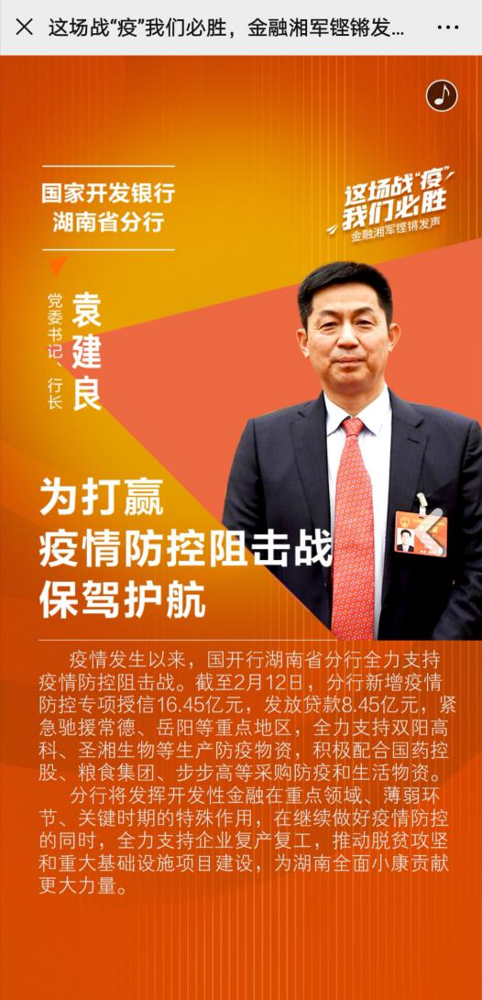 这场战“疫”我们必胜，金融湘军铿锵发...
国家开发银行
湖南省分行
这场战“疫”
我们必胜
金融湘军铿锵发声
袁建良
党委书记、行长
为打赢
疫情防控阻击战
保驾护航
疫情发生以来，国开行湖南省分行全力支持
疫情防控阻击战。截至2月12日，分行新增疫情
防控专项授信16.45亿元，发放贷款8.45亿元，紧
急驰援常德、岳阳等重点地区，全力支持双阳高
科、圣湘生物等生产防疫物资，积极配合国药控
股、粮食集团、步步高等采购防疫和生活物资。
分行将发挥开发性金融在重点领域、薄弱环
节、关键时期的特殊作用，在继续做好疫情防控
的同时，全力支持企业复产复工，推动脱贫攻坚
和重大基础设施项目建设，为湖南全面小康贡献
更大力量。